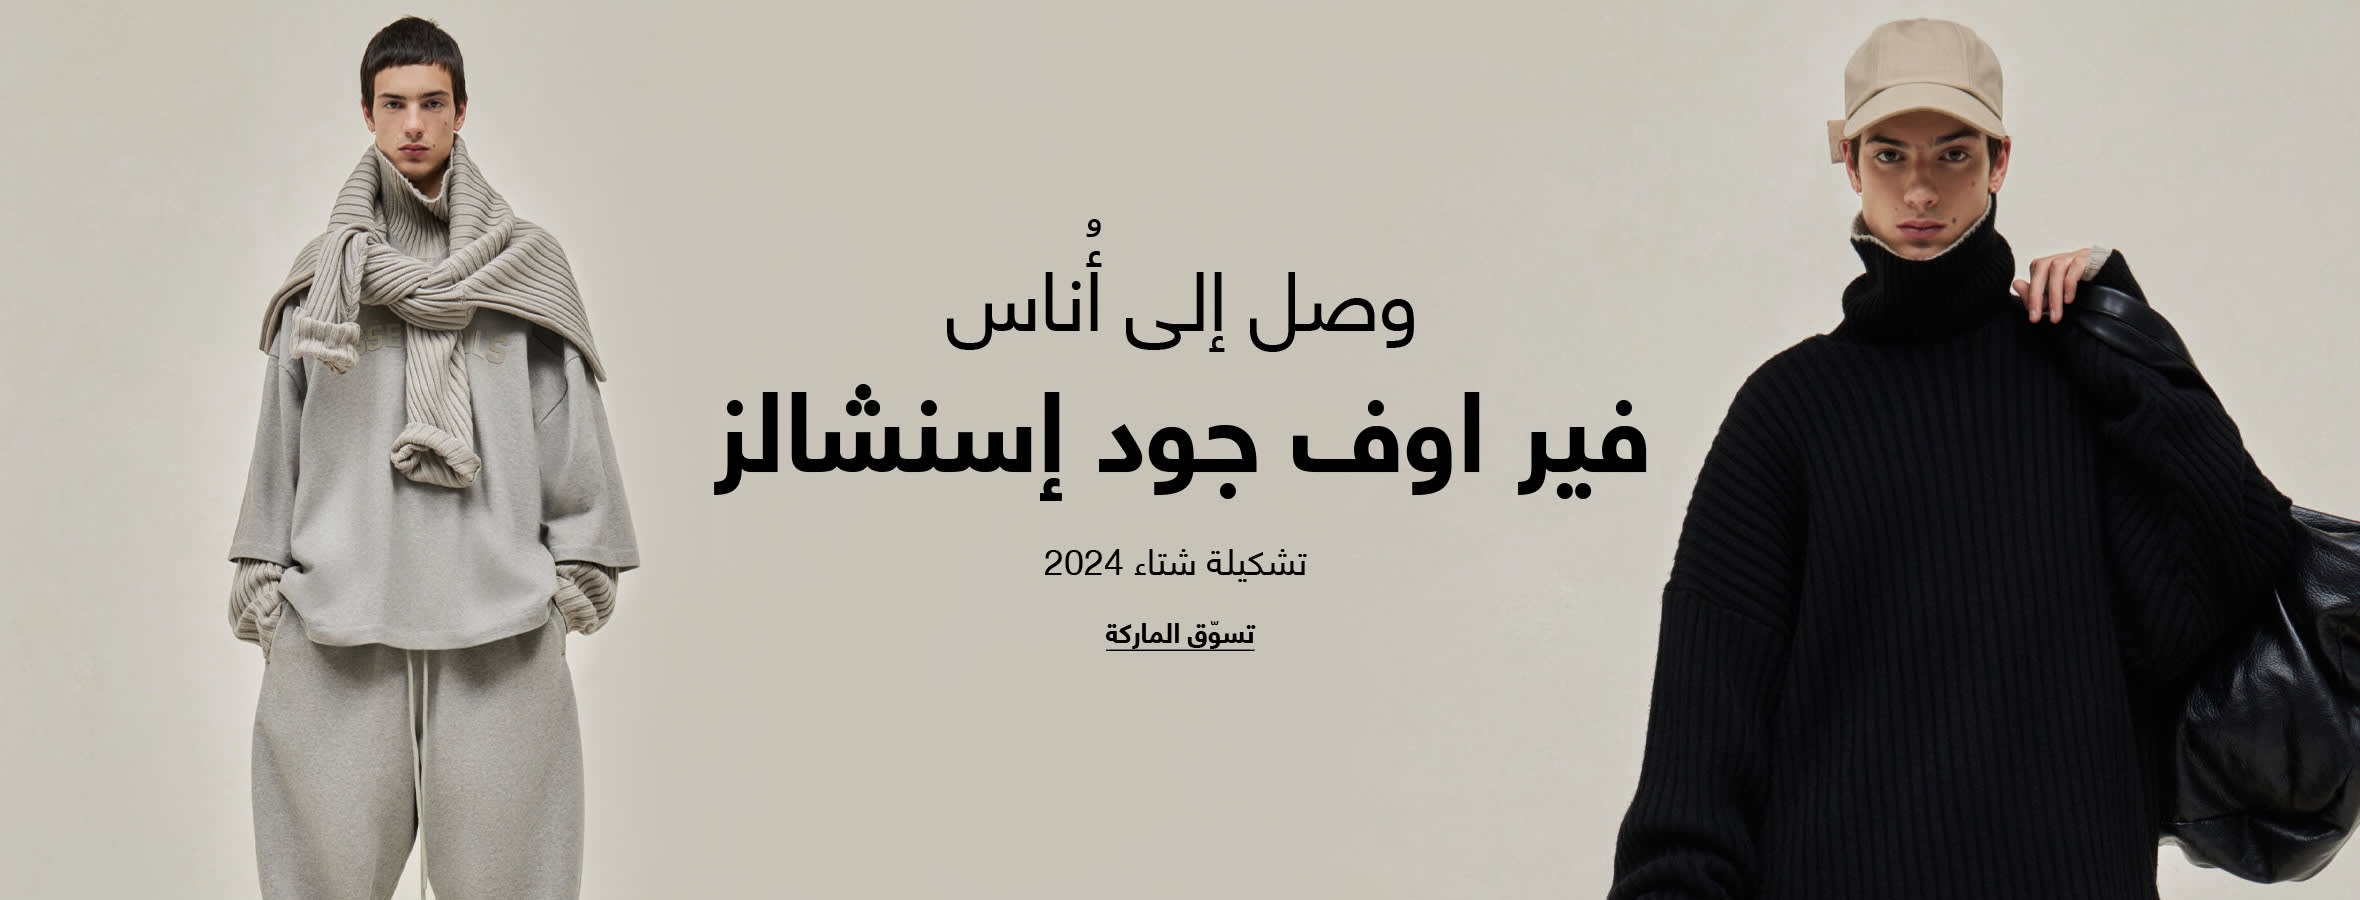 وصل إلى أُناس
فير اوف جود إسنشالز
تشكيلة شتاء 2024
تسوّق الماركة